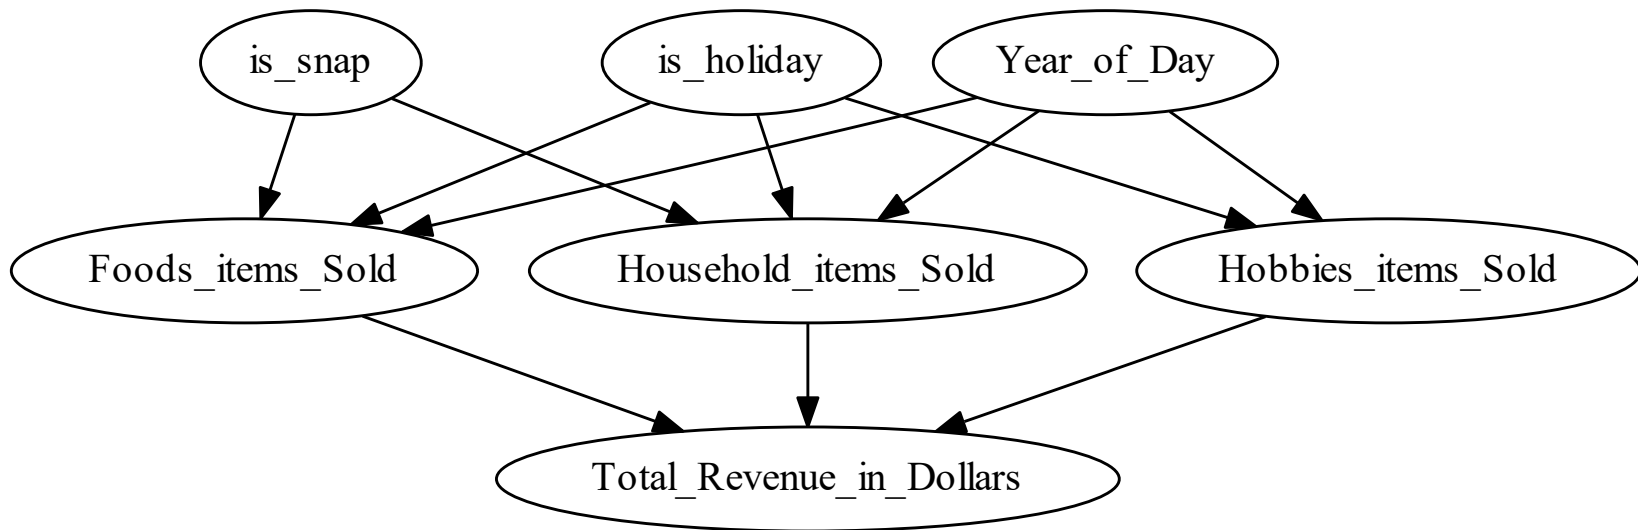 is_snap
is_holiday
Year_of_Day
Foods_items_Sold
Household_items_Sold
Hobbies_items_Sold
Total_Revenue_in_Dollars